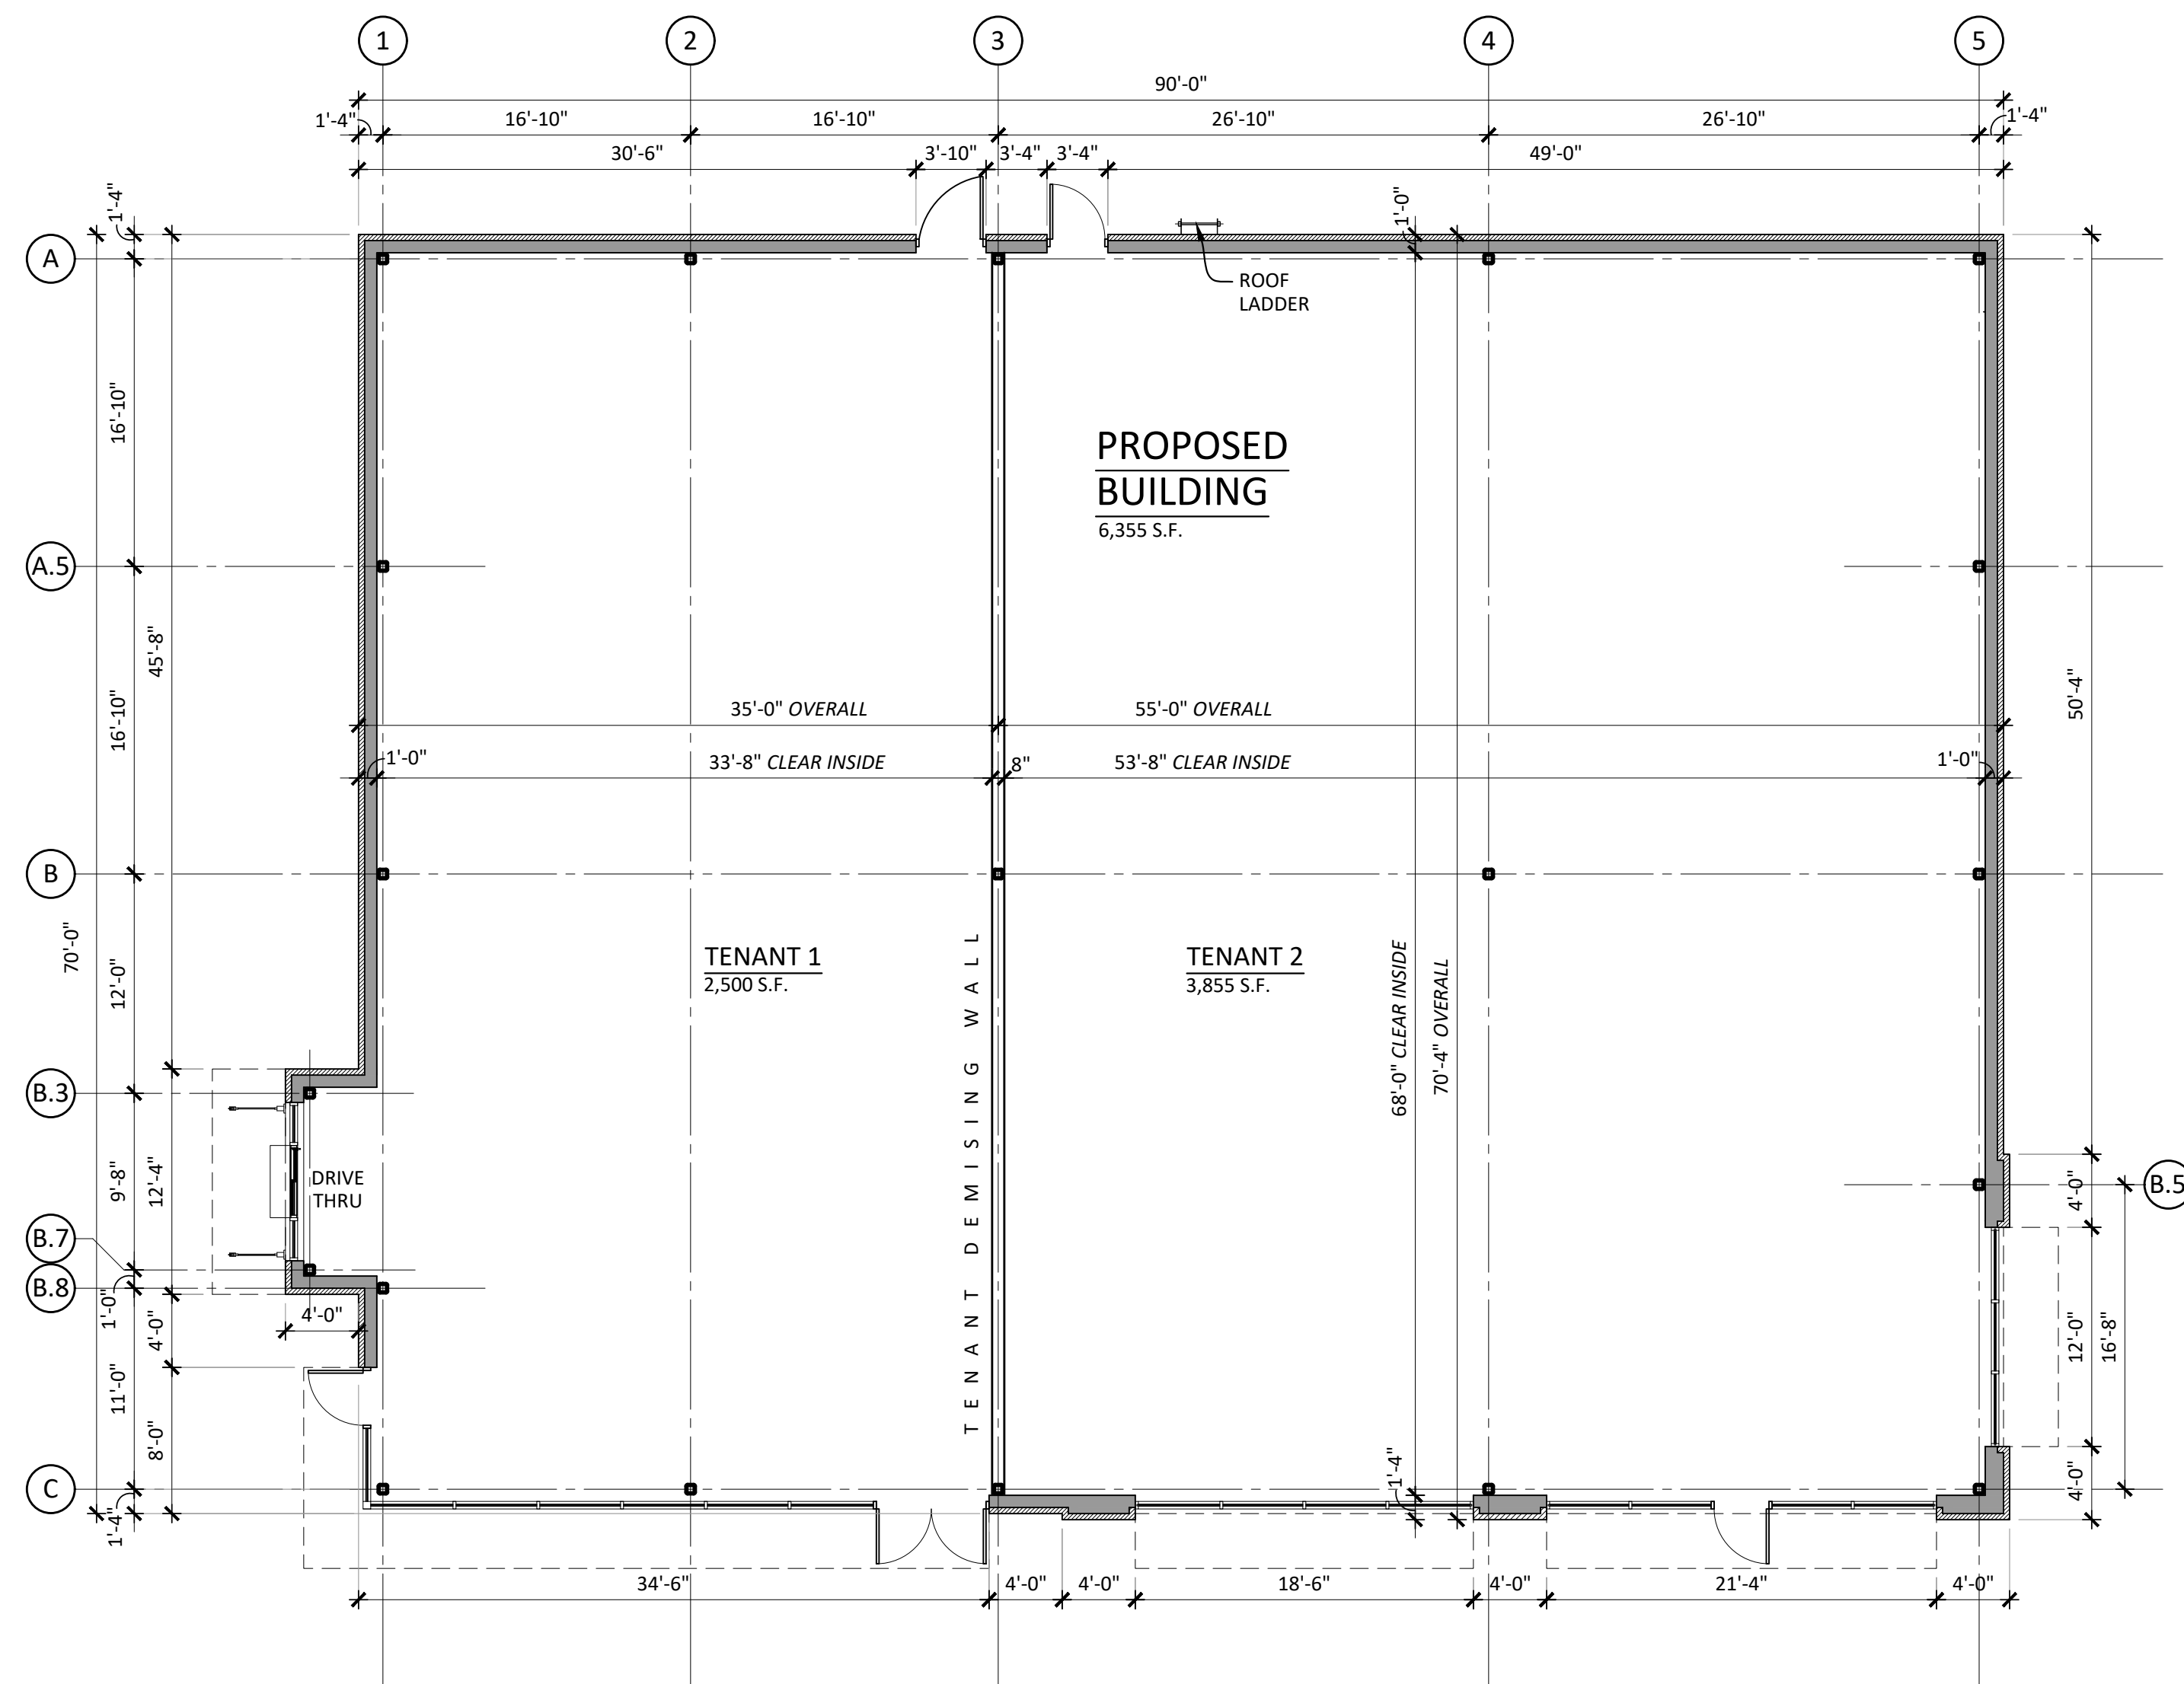 1 2 3 4 5
90'-0"
1'-4" 16'-10" 16'-10" 26'-10" 26'-10" 1'-4"
30'-6" 3'-10" 3'-4" 3'-4" 49'-0"
1'-4"
1'-0"
A
ROOF
LADDER
16'-10"
PROPOSED
BUILDING
6,355 S.F.
A.5
45'-8"
50'-4"
16'-10"
35'-0" OVERALL 55'-0" OVERALL
1'-0" 33'-8" CLEAR INSIDE 8" 53'-8" CLEAR INSIDE 1'-0"
B
70'-0"
12'-0"
TENANT 1
2,500 S.F.
TENANT DEMISING WALL
TENANT 2
3,855 S.F.
68'-0" CLEAR INSIDE
70'-4" OVERALL
B.3
9'-8"
12'-4"
DRIVE
THRU
4'-0"
B.5
B.7
B.8
1'-0"
4'-0"
4'-0"
12'-0"
16'-8"
11'-0"
8'-0"
1'-4"
4'-0"
C
1'-4"
34'-6" 4'-0" 4'-0" 18'-6" 4'-0" 21'-4" 4'-0"